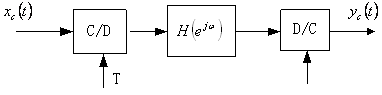 x_c(t)
y_c(t)
C/D
H(e^{jω})
D/C
T